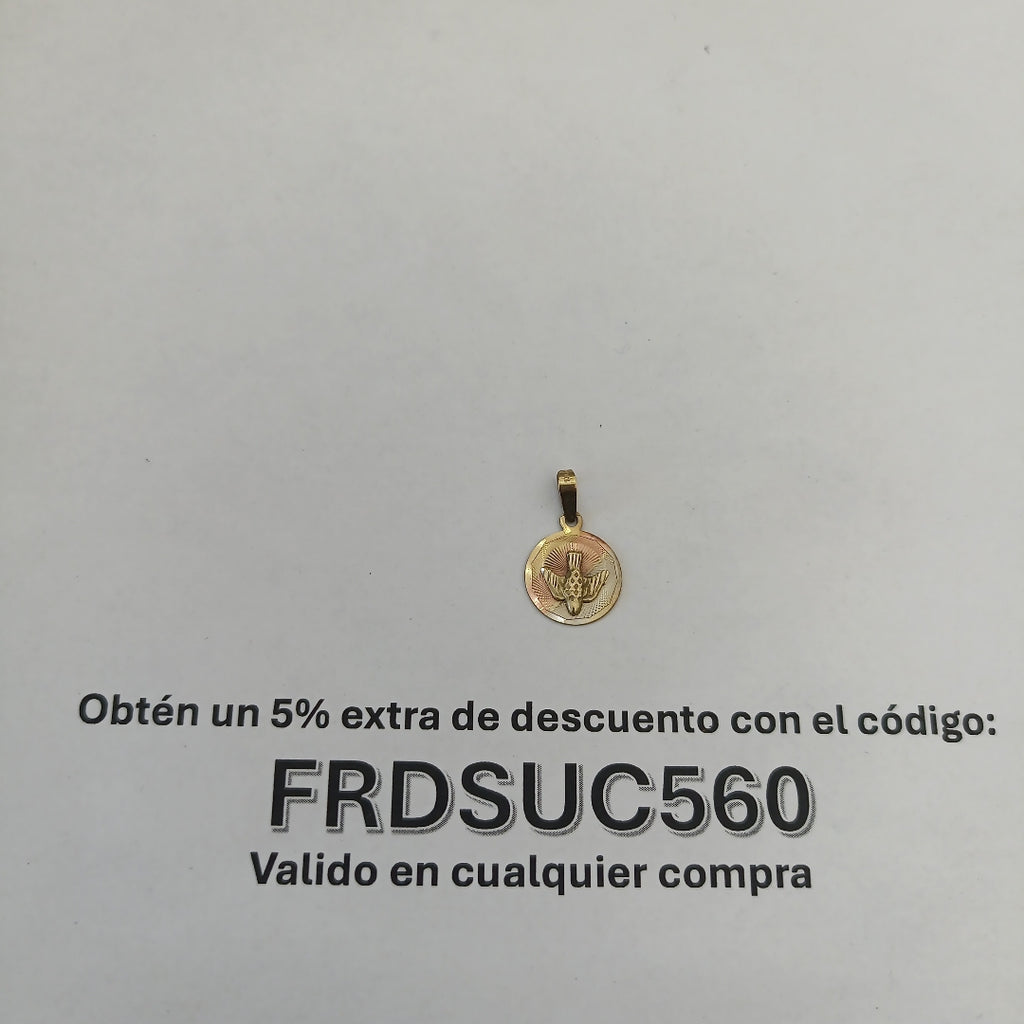 Obtén un 5% extra de descuento con el código:
FRDSUC560
Valido en cualquier compra